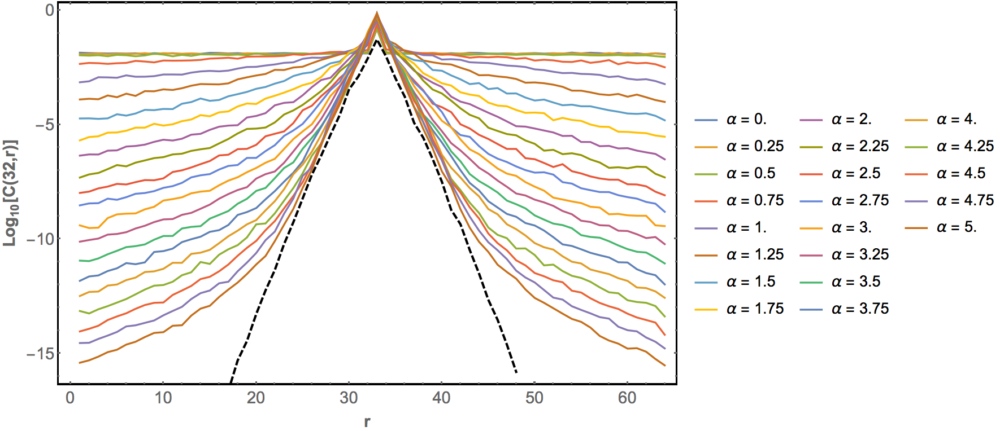 0
−5
−10
−15
Log10[C(32,r)]
0 10 20 30 40 50 60
r
α = 0. α = 2. α = 4.
α = 0.25 α = 2.25 α = 4.25
α = 0.5 α = 2.5 α = 4.5
α = 0.75 α = 2.75 α = 4.75
α = 1. α = 3. α = 5.
α = 1.25 α = 3.25
α = 1.5 α = 3.5
α = 1.75 α = 3.75